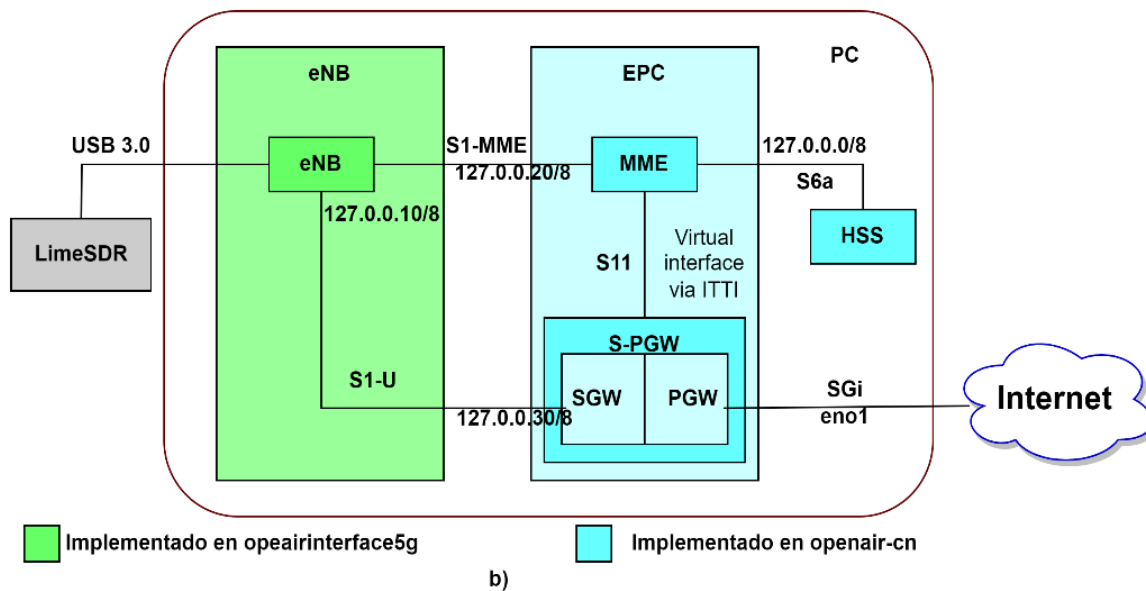 eNB
EPC
PC
USB 3.0
eNB
S1-MME
127.0.0.20/8
MME
127.0.0.0/8
S6a
127.0.0.10/8
LimeSDR
HSS
S11
Virtual
interface
via ITTI
S-PGW
S1-U
SGW
PGW
127.0.0.30/8
SGi
eno1
Internet
Implementado en opeairinterface5g
Implementado en openair-cn
b)